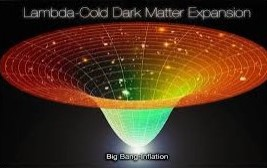 Lambda-Cold Dark Matter Expansion
Big Bang-Inflation